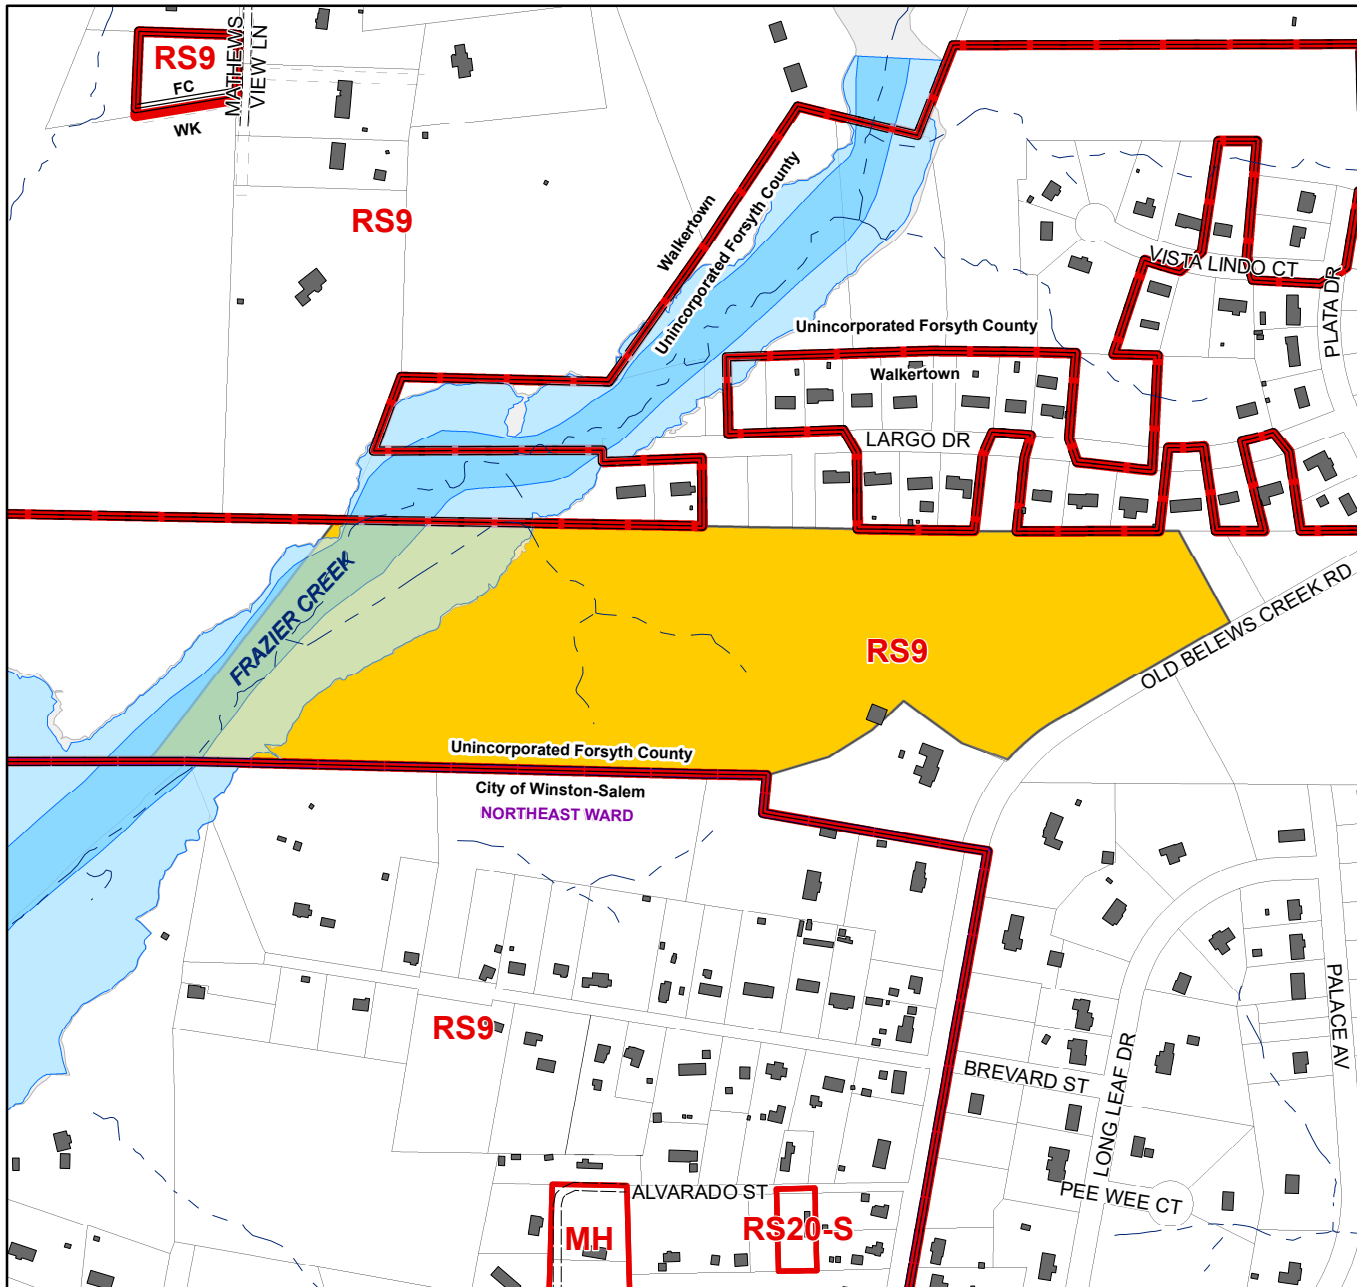 RS9
FC
WK
MATHEWS
VIEW LN
RS9
Walkertown
Unincorporated Forsyth County
VISTA LINDO CT
PLATA DR
Unincorporated Forsyth County
Walkertown
LARGO DR
FRAZIER CREEK
RS9
OLD BELEWS CREEK RD
Unincorporated Forsyth County
City of Winston-Salem
NORTHEAST WARD
RS9
BREVARD ST
LONG LEAF DR
PALACE AV
PEE WEE CT
ALVARADO ST
MH
RS20-S